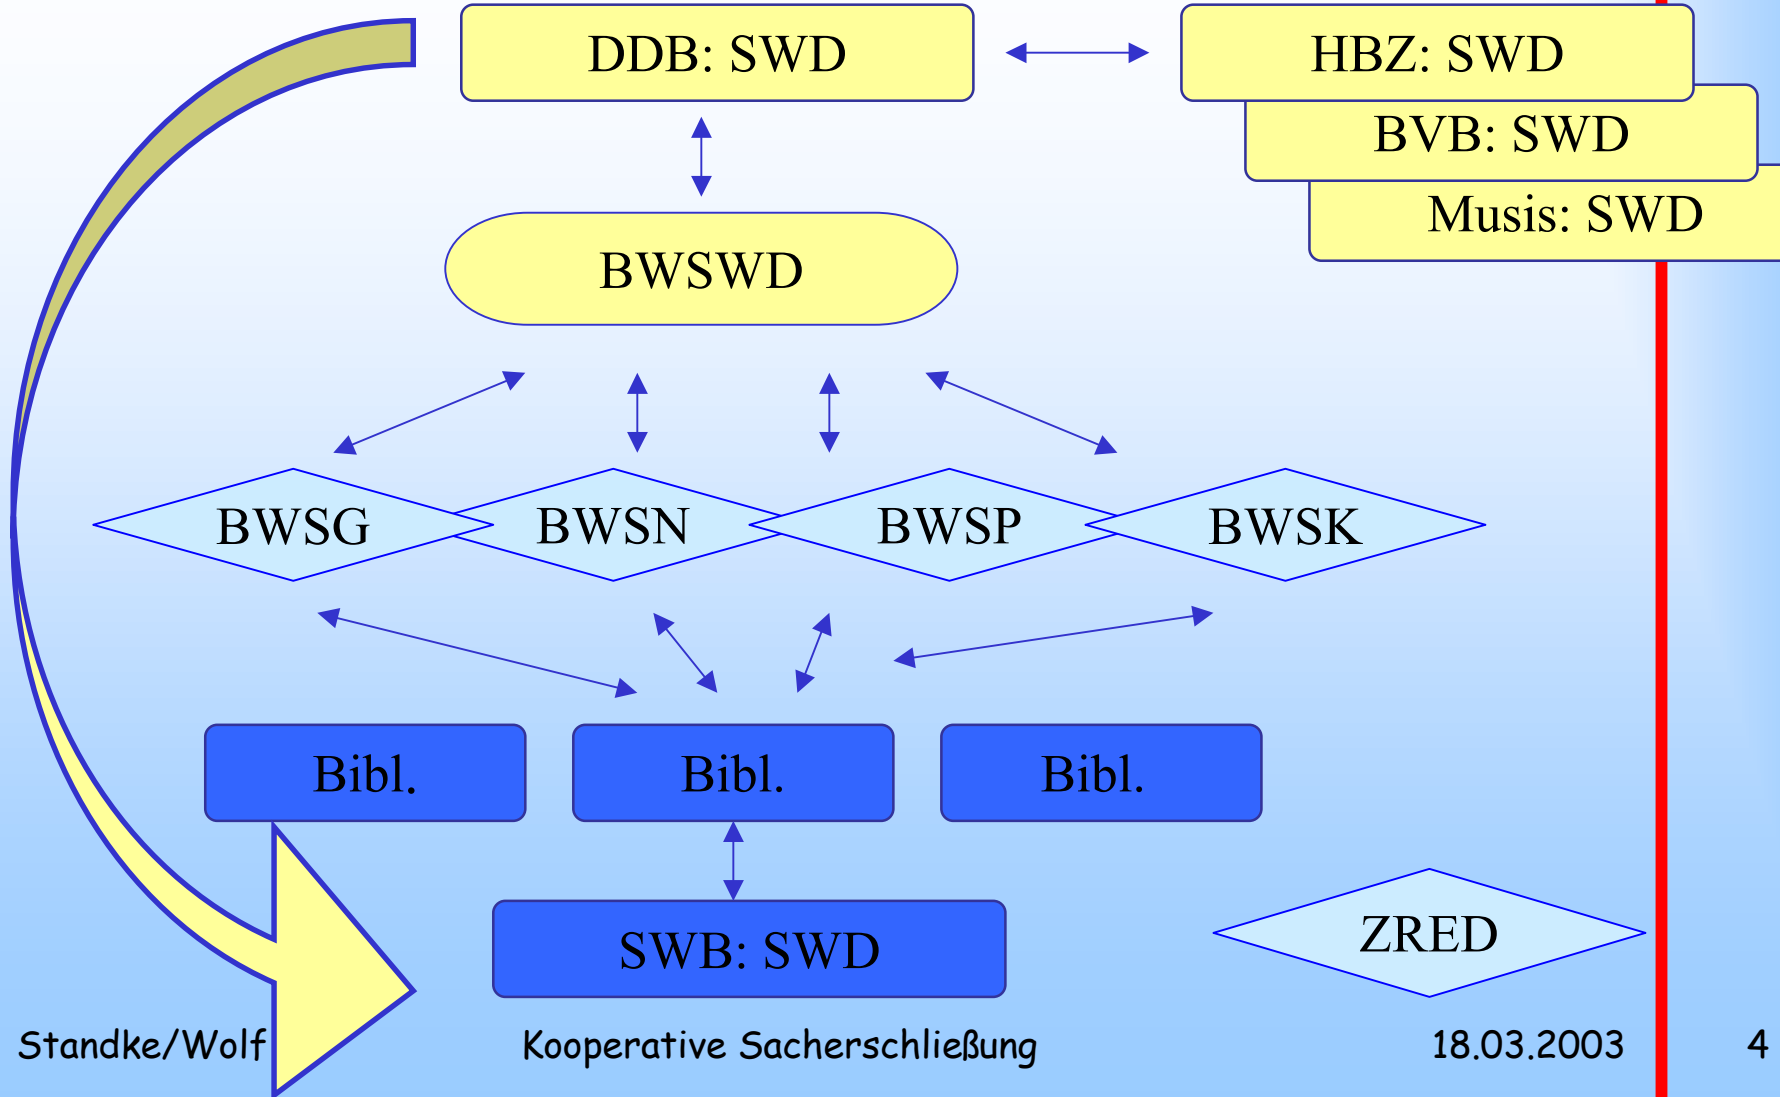 DDB: SWD
HBZ: SWD
BVB: SWD
Musis: SWD
BWSWD
BWSG
BWSN
BWSP
BWSK
Bibl.
Bibl.
Bibl.
SWB: SWD
ZRED
Standke/Wolf
Kooperative Sacherschließung
18.03.2003
4